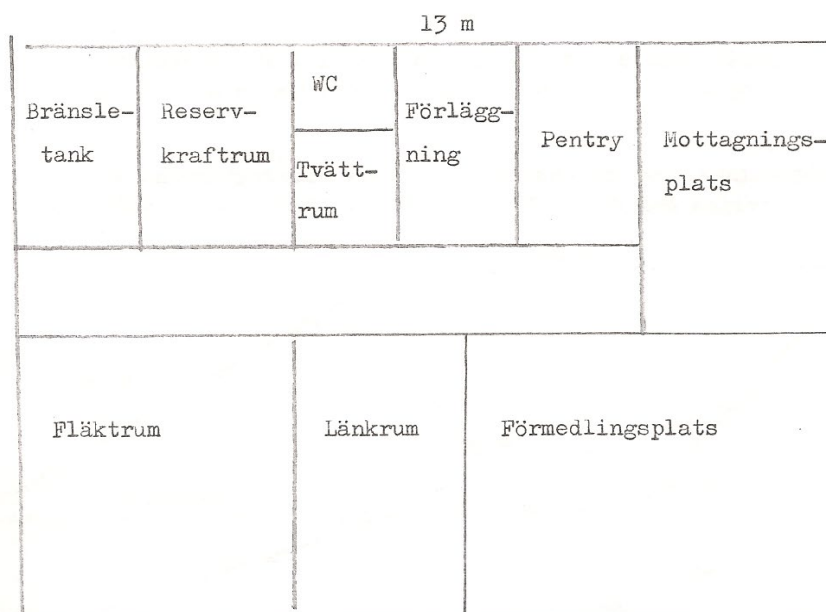 13 m
Bränsle-
tank
Reserv-
kraftrum
WC
Tvätt-
rum
Förlägg-
ning
Pentry
Mottagnings-
plats
Fläktrum
Länkrum
Förmedlingsplats